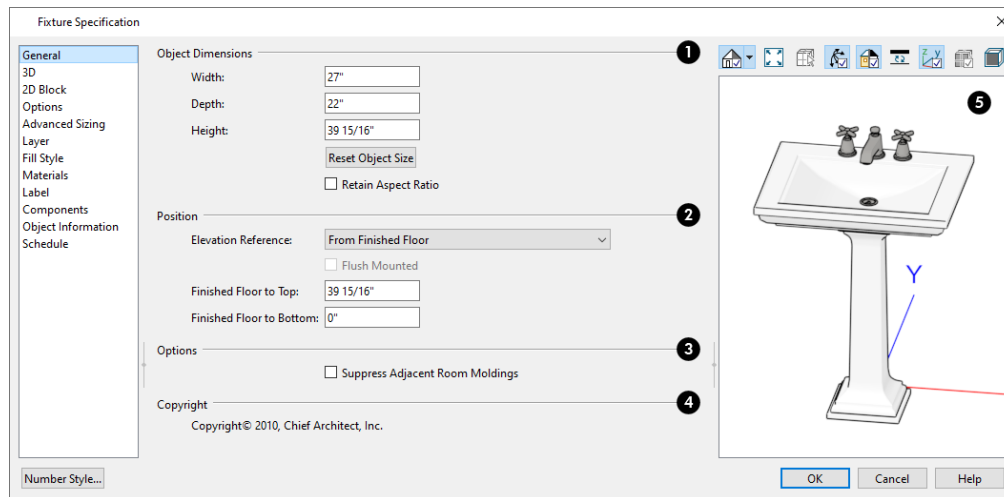 Fixture Specification
General
3D
2D Block
Options
Advanced Sizing
Layer
Fill Style
Materials
Label
Components
Object Information
Schedule
Object Dimensions 1
Width: 27"
Depth: 22"
Height: 39 15/16"
Reset Object Size
Retain Aspect Ratio
Position 2
Elevation Reference: From Finished Floor
Flush Mounted
Finished Floor to Top: 39 15/16"
Finished Floor to Bottom: 0"
Options 3
Suppress Adjacent Room Moldings
Copyright 4
Copyright© 2010, Chief Architect, Inc.
z y
5
Y
Number Style... OK Cancel Help